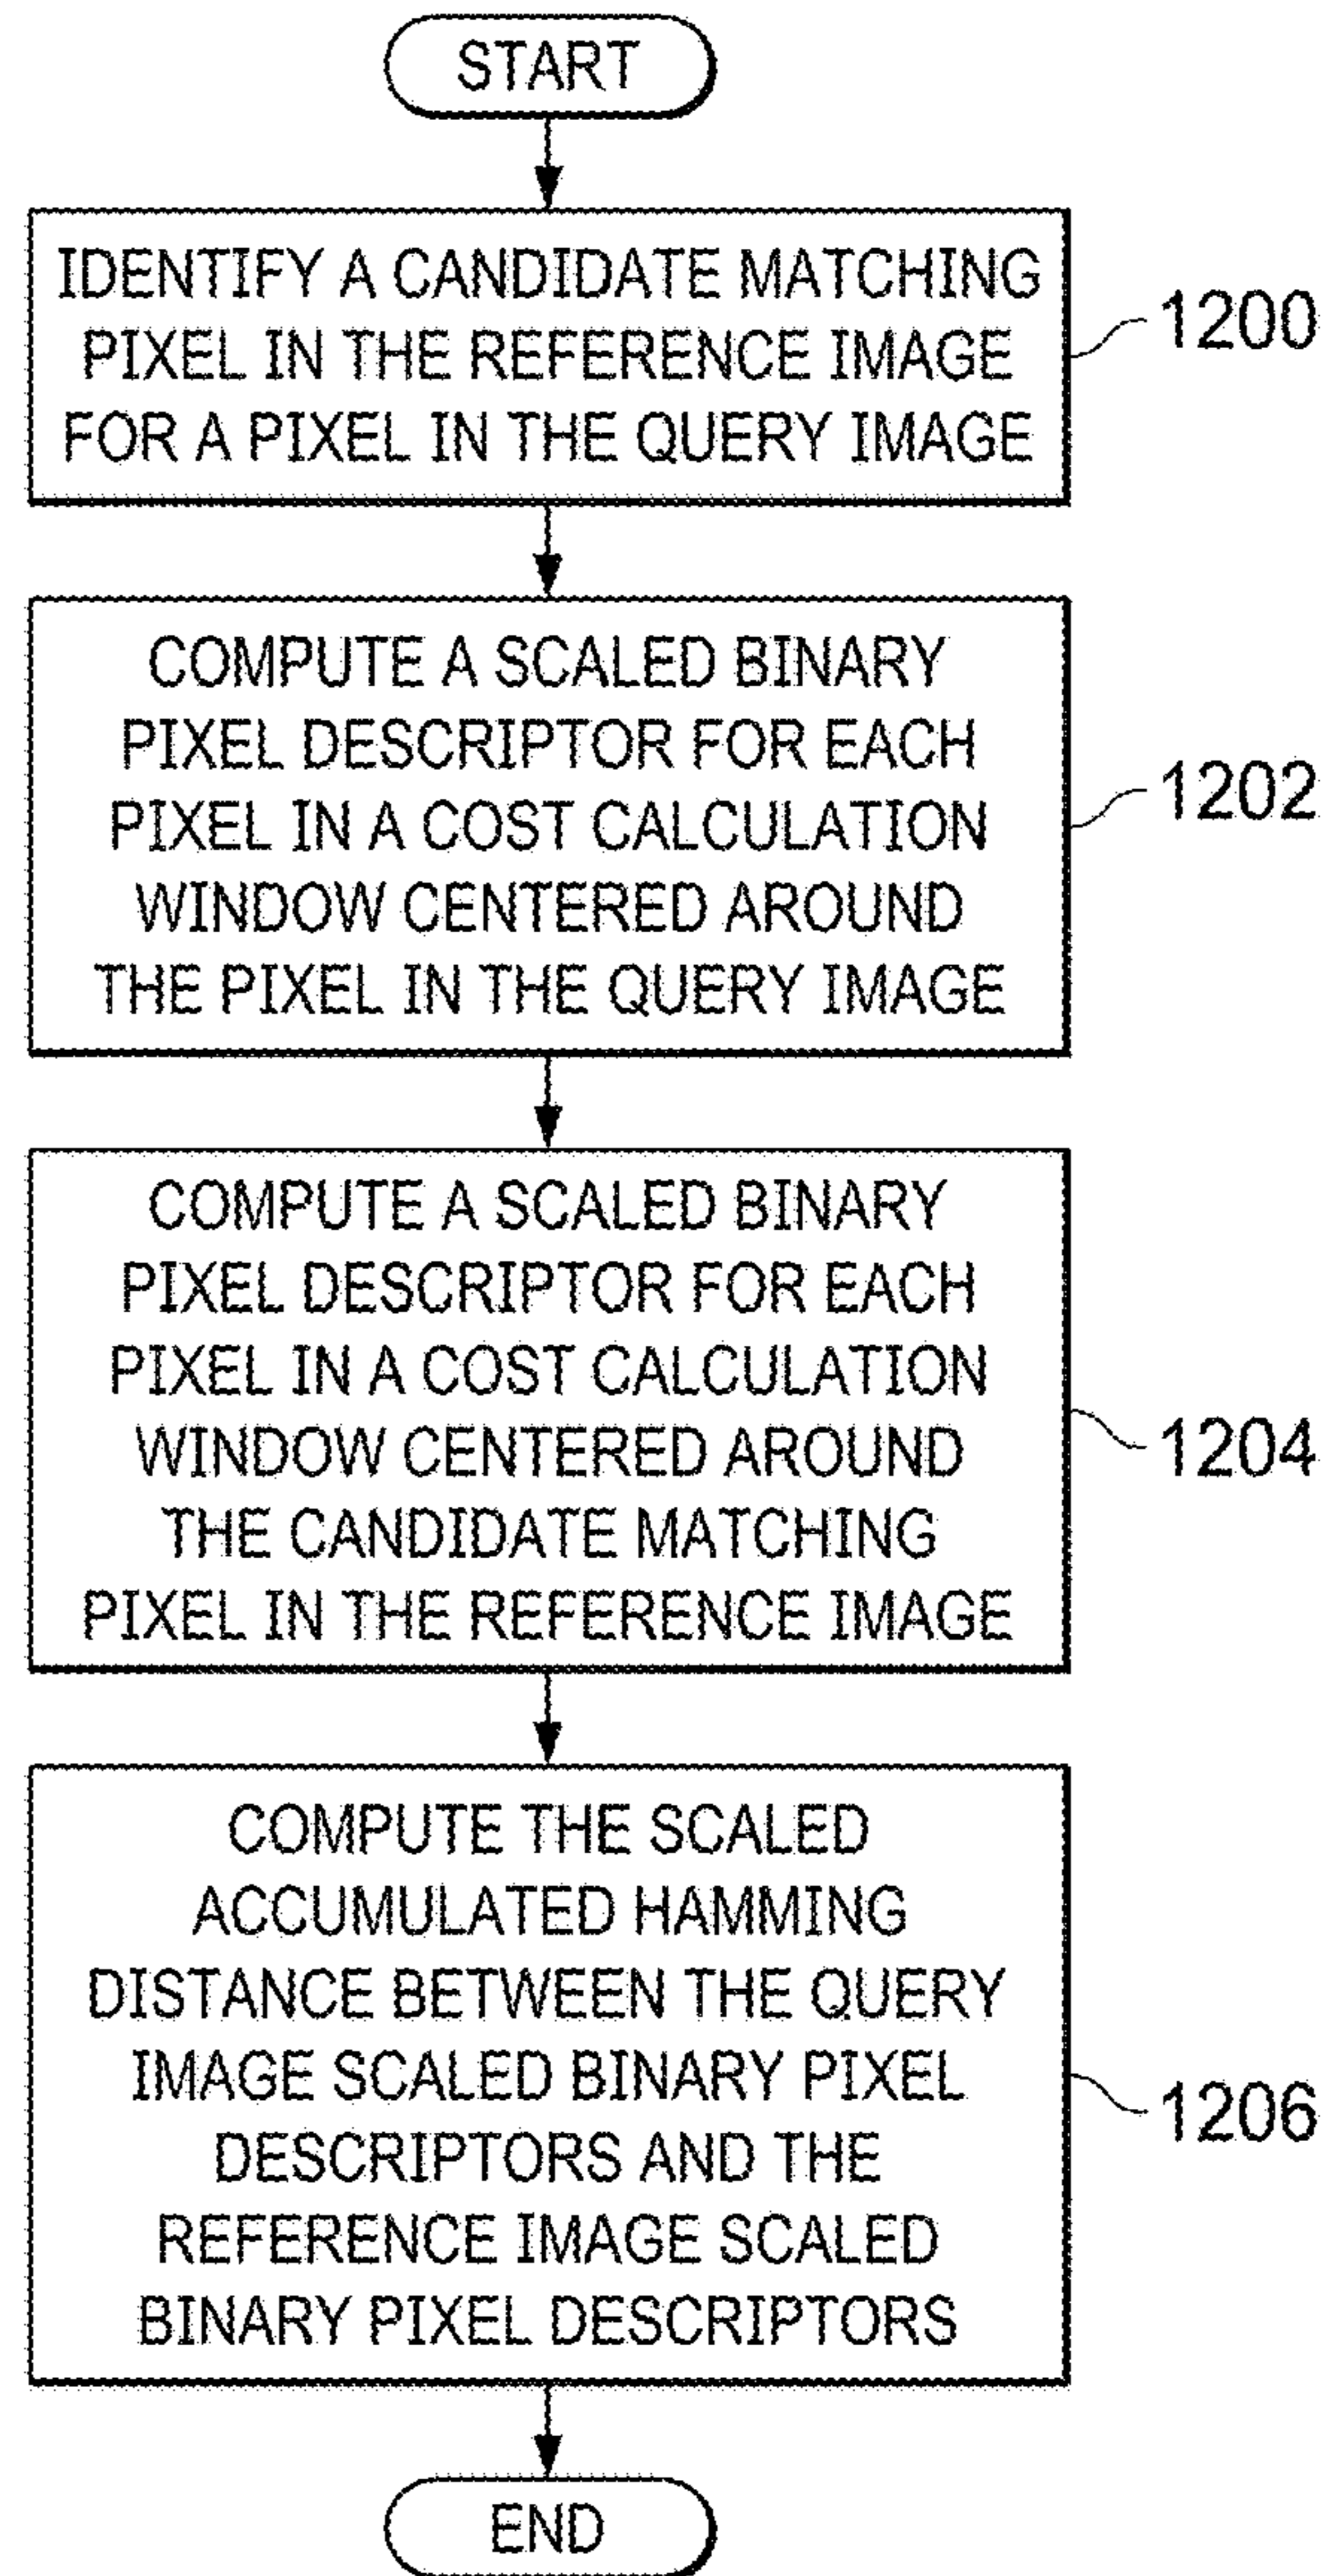 START
IDENTIFY A CANDIDATE MATCHING
PIXEL IN THE REFERENCE IMAGE
FOR A PIXEL IN THE QUERY IMAGE
1200
COMPUTE A SCALED BINARY
PIXEL DESCRIPTOR FOR EACH
PIXEL IN A COST CALCULATION
WINDOW CENTERED AROUND
THE PIXEL IN THE QUERY IMAGE
1202
COMPUTE A SCALED BINARY
PIXEL DESCRIPTOR FOR EACH
PIXEL IN A COST CALCULATION
WINDOW CENTERED AROUND
THE CANDIDATE MATCHING
PIXEL IN THE REFERENCE IMAGE
1204
COMPUTE THE SCALED
ACCUMULATED HAMMING
DISTANCE BETWEEN THE QUERY
IMAGE SCALED BINARY PIXEL
DESCRIPTORS AND THE
REFERENCE IMAGE SCALED
BINARY PIXEL DESCRIPTORS
1206
END